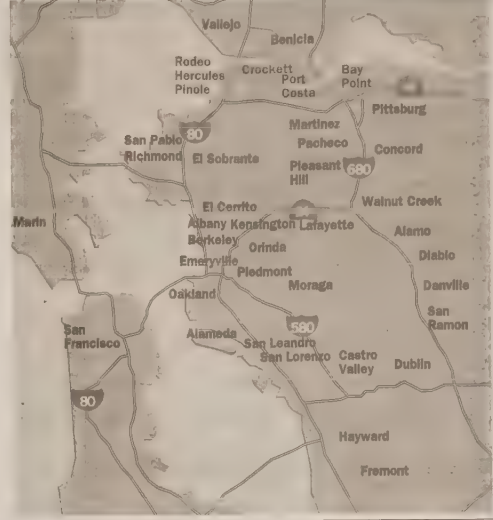 Vallejo
Benicia
Rodeo
Hercules
Pinole
Crockett
Port
Costa
Bay
Point
Pittsburg
Martinez
80
San Pablo
Richmond
El Sobrante
Pacheco
Concord
Pleasant
Hill
680
El Cerrito
Walnut Creek
Marin
Albany Kensington Lafayette
Berkeley
Orinda
Alamo
Emeryville
Diablo
Piedmont
Moraga
Danville
Oakland
San
Ramon
San
Francisco
Alameda
580
San Leandro
San Lorenzo
Castro
Valley
Dublin
80
Hayward
Fremont